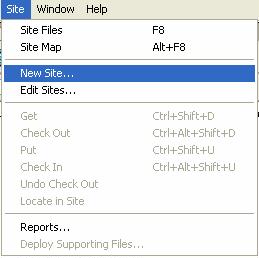 Site Window Help
Site Files F8
Site Map Alt+F8
New Site...
Edit Sites...
Get Ctrl+Shift+D
Check Out Ctrl+Alt+Shift+D
Put Ctrl+Shift+U
Check In Ctrl+Alt+Shift+U
Undo Check Out
Locate in Site
Reports...
Deploy Supporting Files...